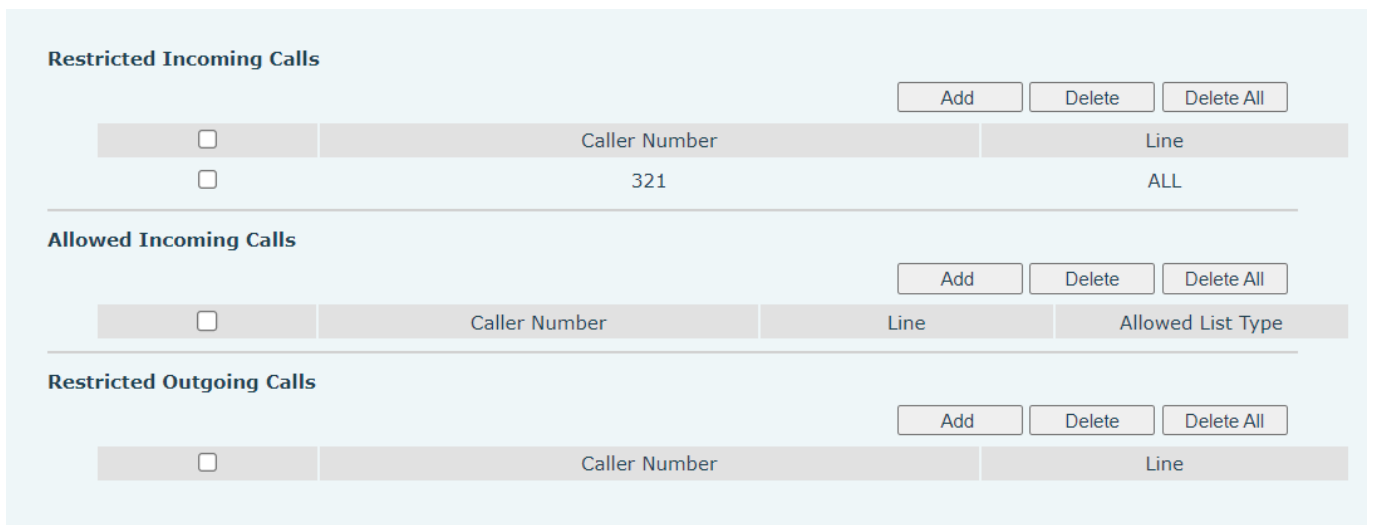 Restricted Incoming Calls
Add Delete Delete All
Caller Number Line
321 ALL
Allowed Incoming Calls
Add Delete Delete All
Caller Number Line Allowed List Type
Restricted Outgoing Calls
Add Delete Delete All
Caller Number Line